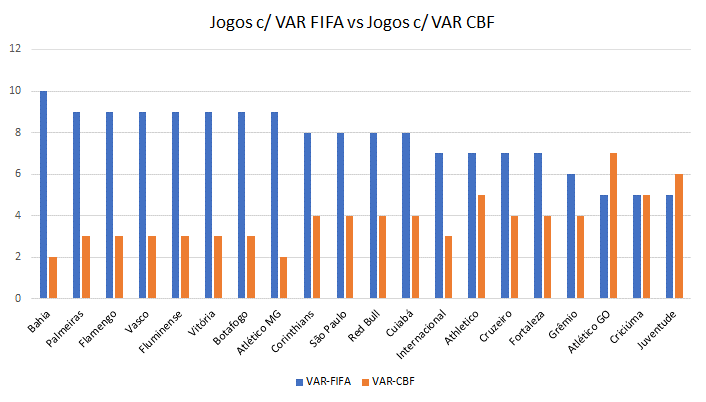 Jogos c/ VAR FIFA vs Jogos c/ VAR CBF
12
10
8
6
4
2
0
Bahia
Palmeiras
Flamengo
Vasco
Fluminense
Vitória
Botafogo
Atlético MG
Corinthians
São Paulo
Red Bull
Cuiabá
Internacional
Athletico
Cruzeiro
Fortaleza
Grêmio
Atlético GO
Criciúma
Juventude
VAR-FIFA
VAR-CBF